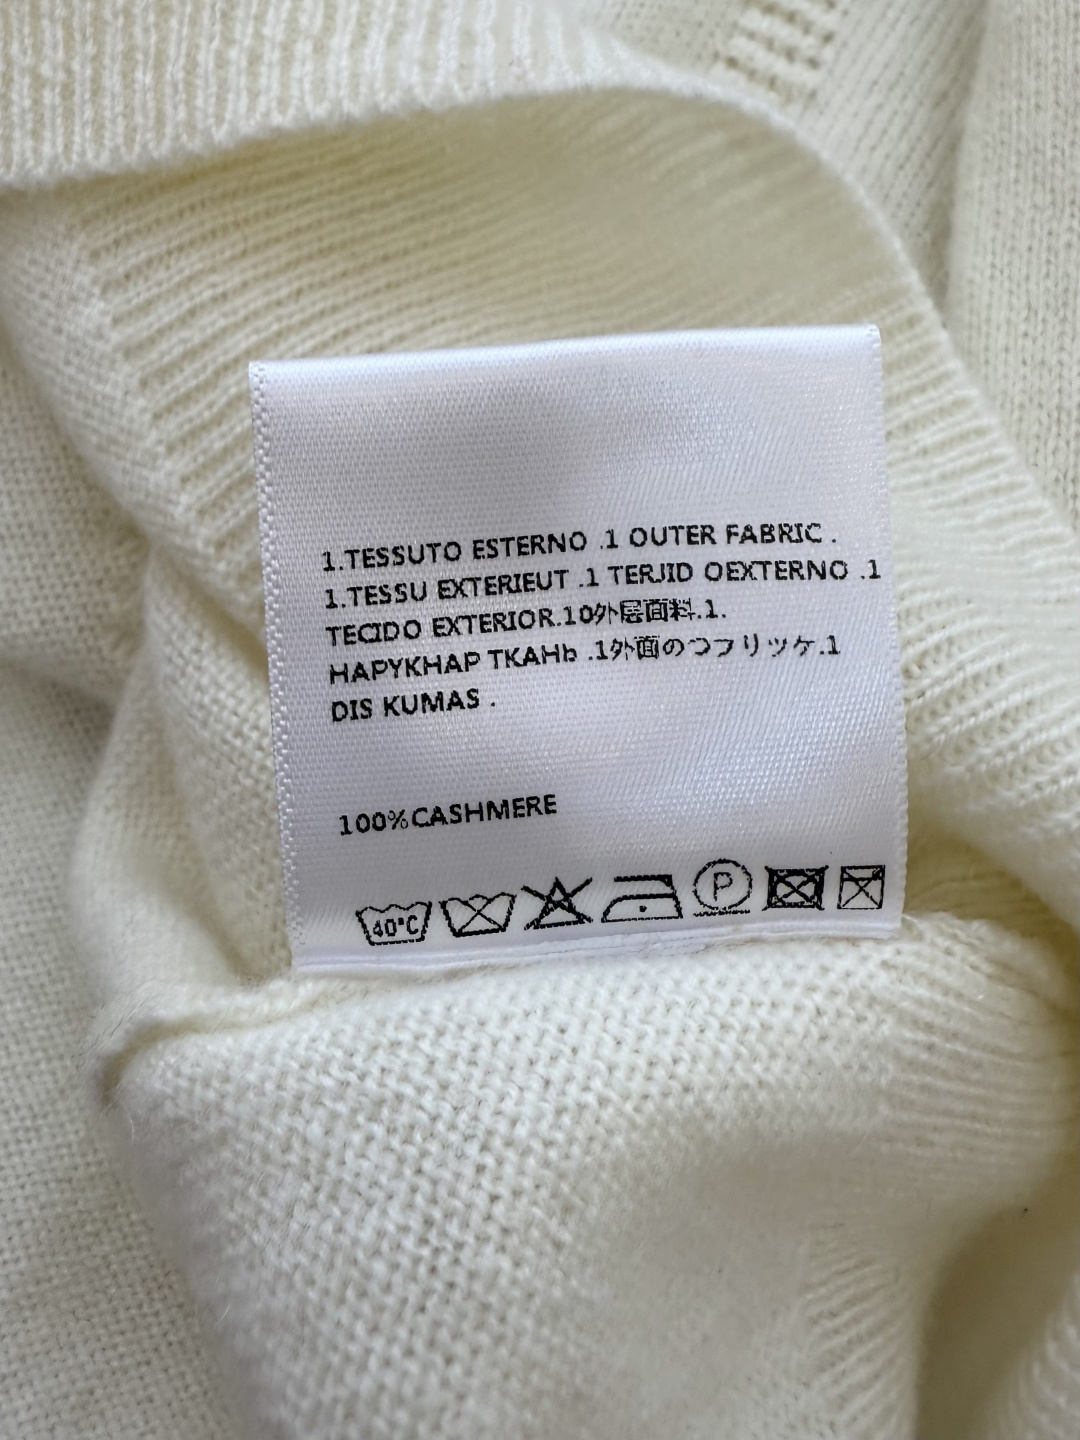 1.TESSUTO ESTERNO .1 OUTER FABRIC .
1.TESSU EXTERIEUT .1 TERJID OEXTERNO .1
TECIDO EXTERIOR.10外层面料.1.
HAPYKHAP TKAHb .1外面のつフリツケ.1
DIS KUMAS .
100%CASHMERE
40°C P